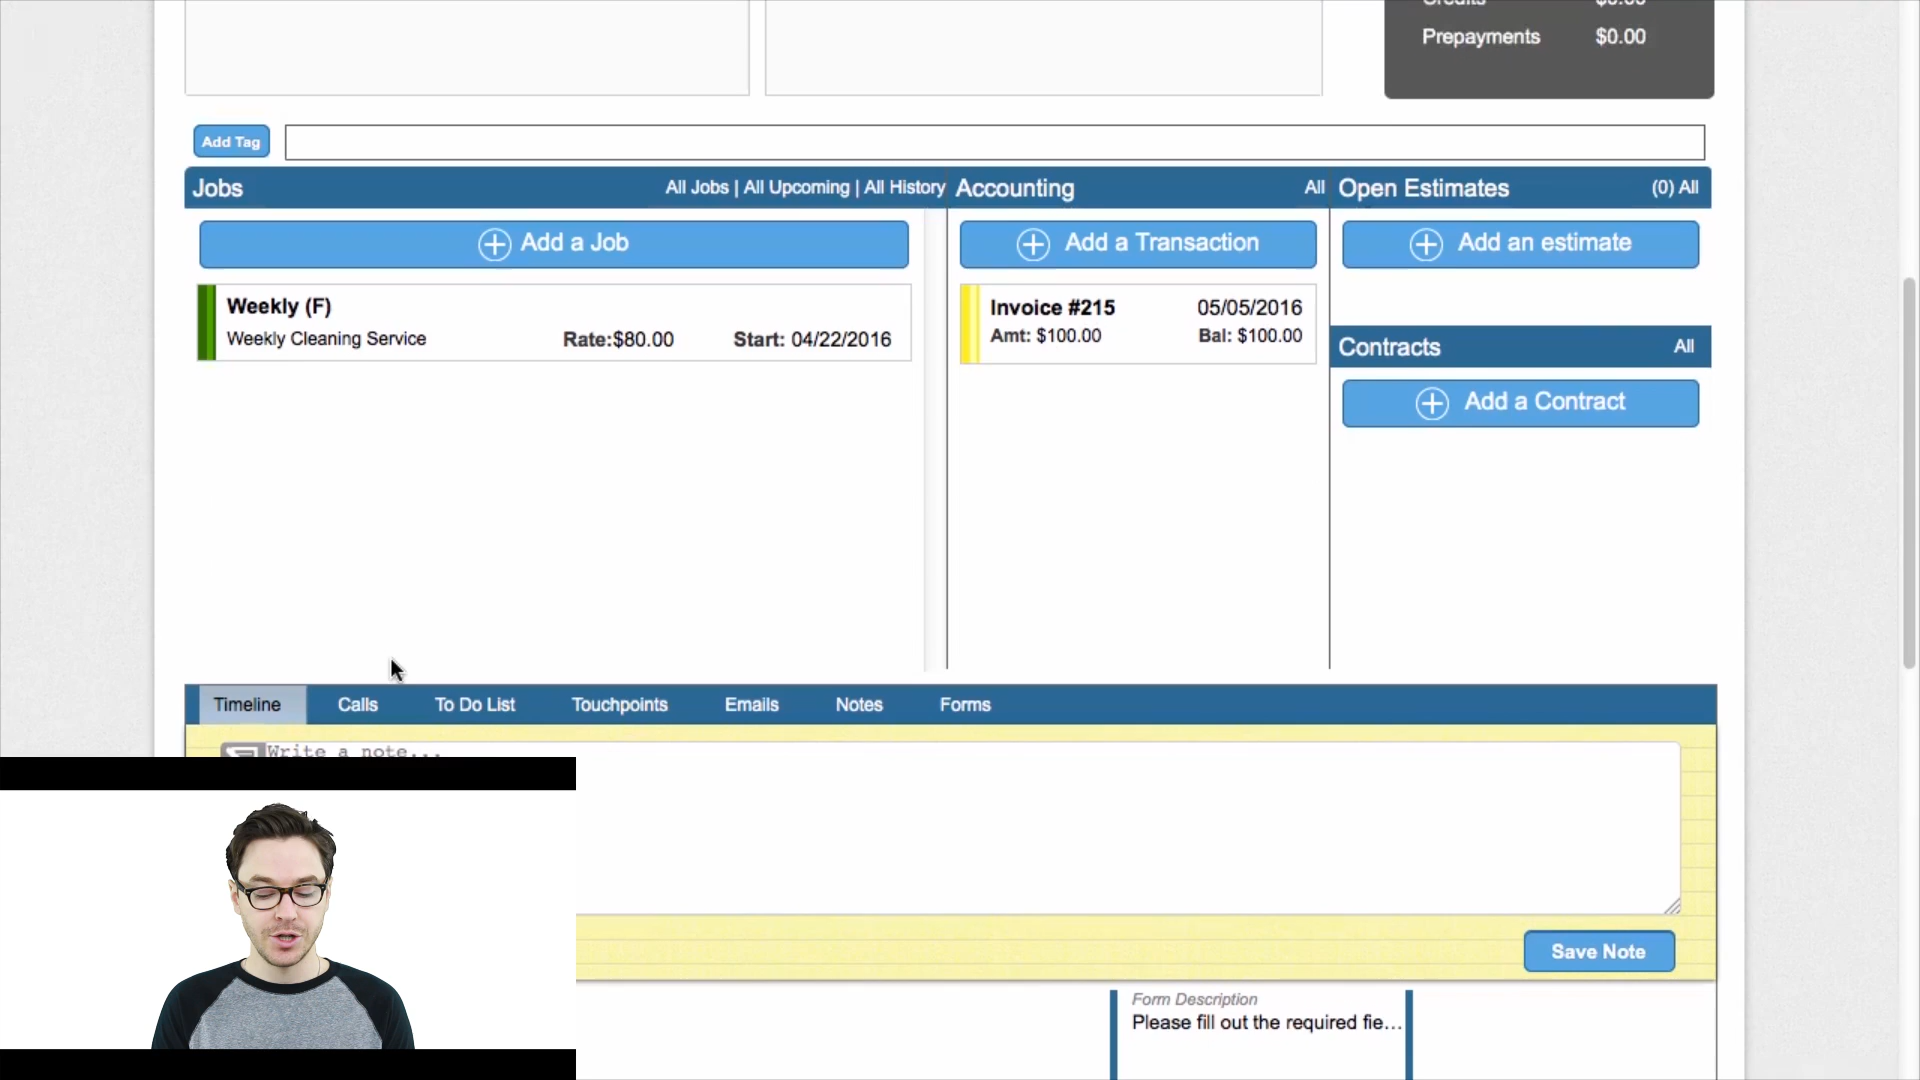 Credits $0.00
Prepayments $0.00
Add Tag
Jobs All Jobs | All Upcoming | All History Accounting All Open Estimates (0) All
Add a Job Add a Transaction Add an estimate
Weekly (F) Invoice #215 05/05/2016
Weekly Cleaning Service Rate:$80.00 Start: 04/22/2016 Amt: $100.00 Bal: $100.00
Contracts All
Add a Contract
Timeline Calls To Do List Touchpoints Emails Notes Forms
Write a note...
Save Note
Form Description
Please fill out the required fie...